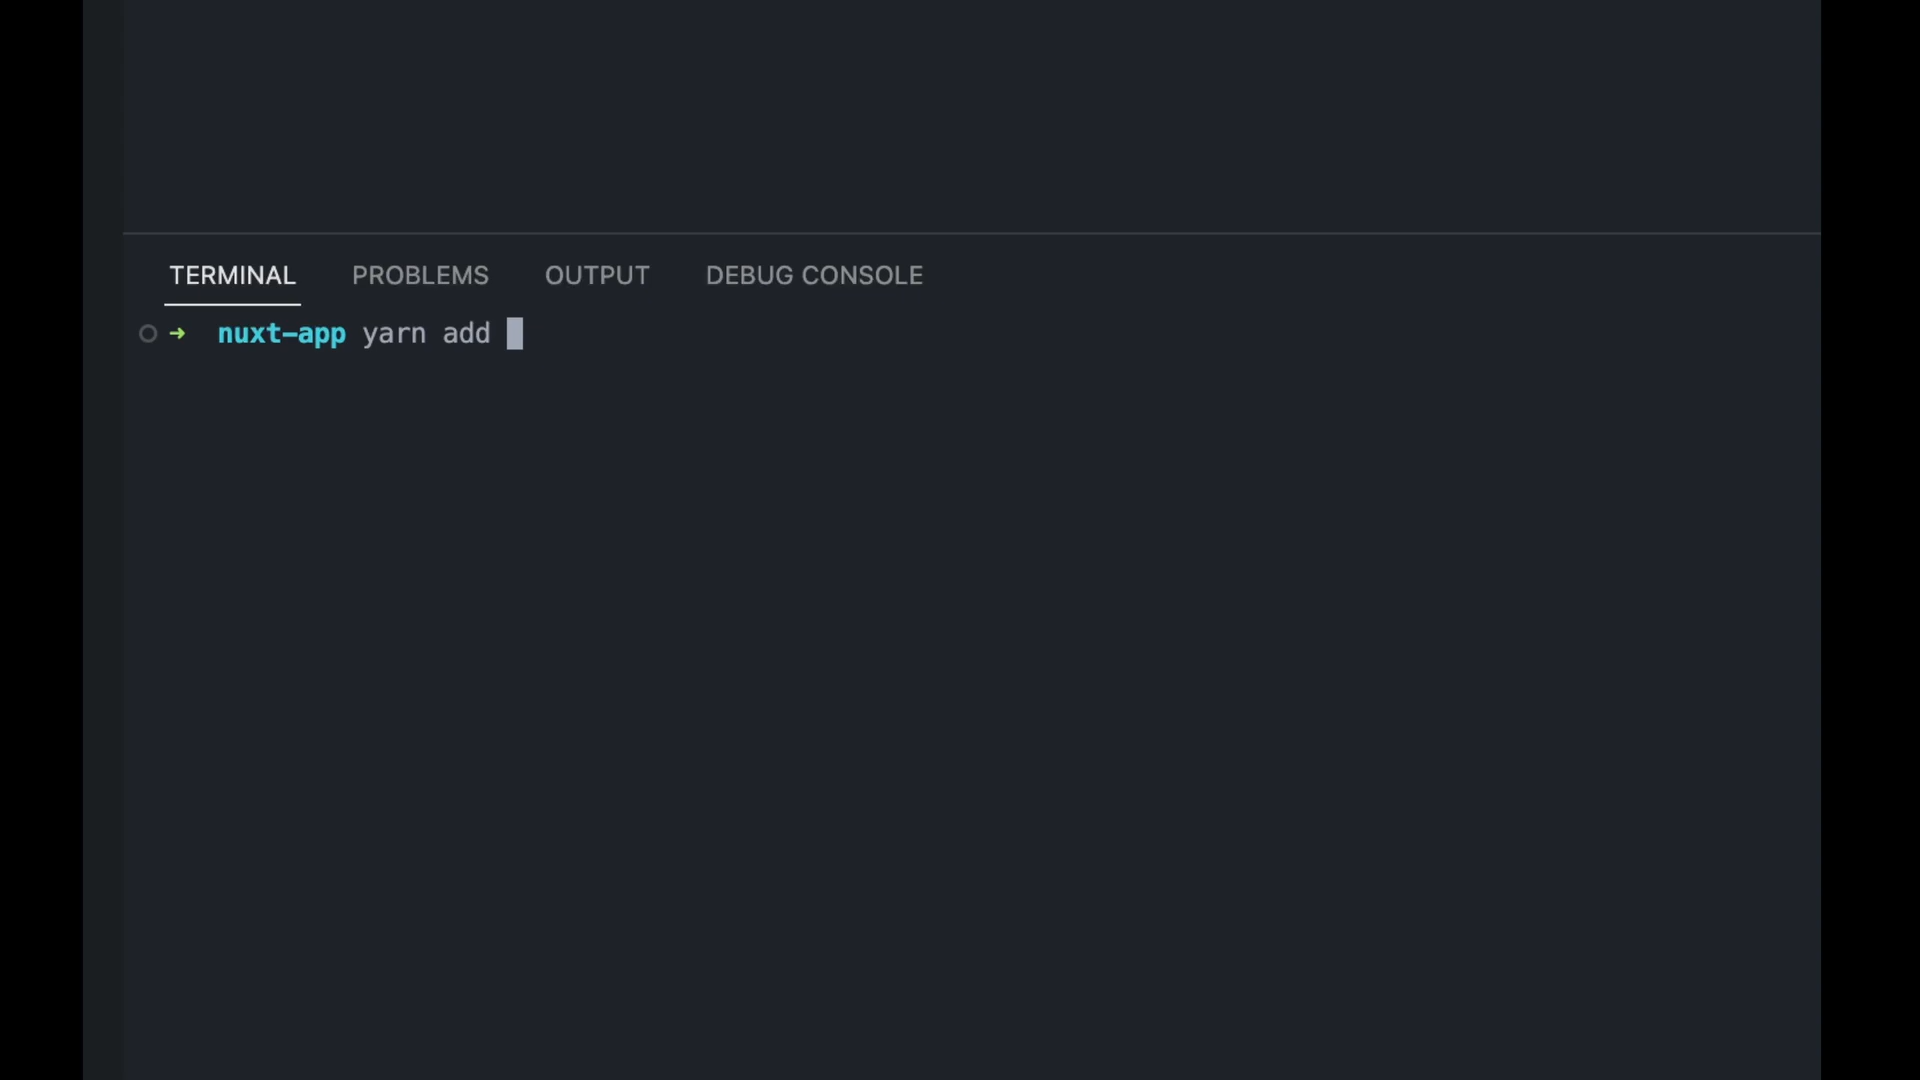 TERMINAL PROBLEMS OUTPUT DEBUG CONSOLE
➜ nuxt-app yarn add